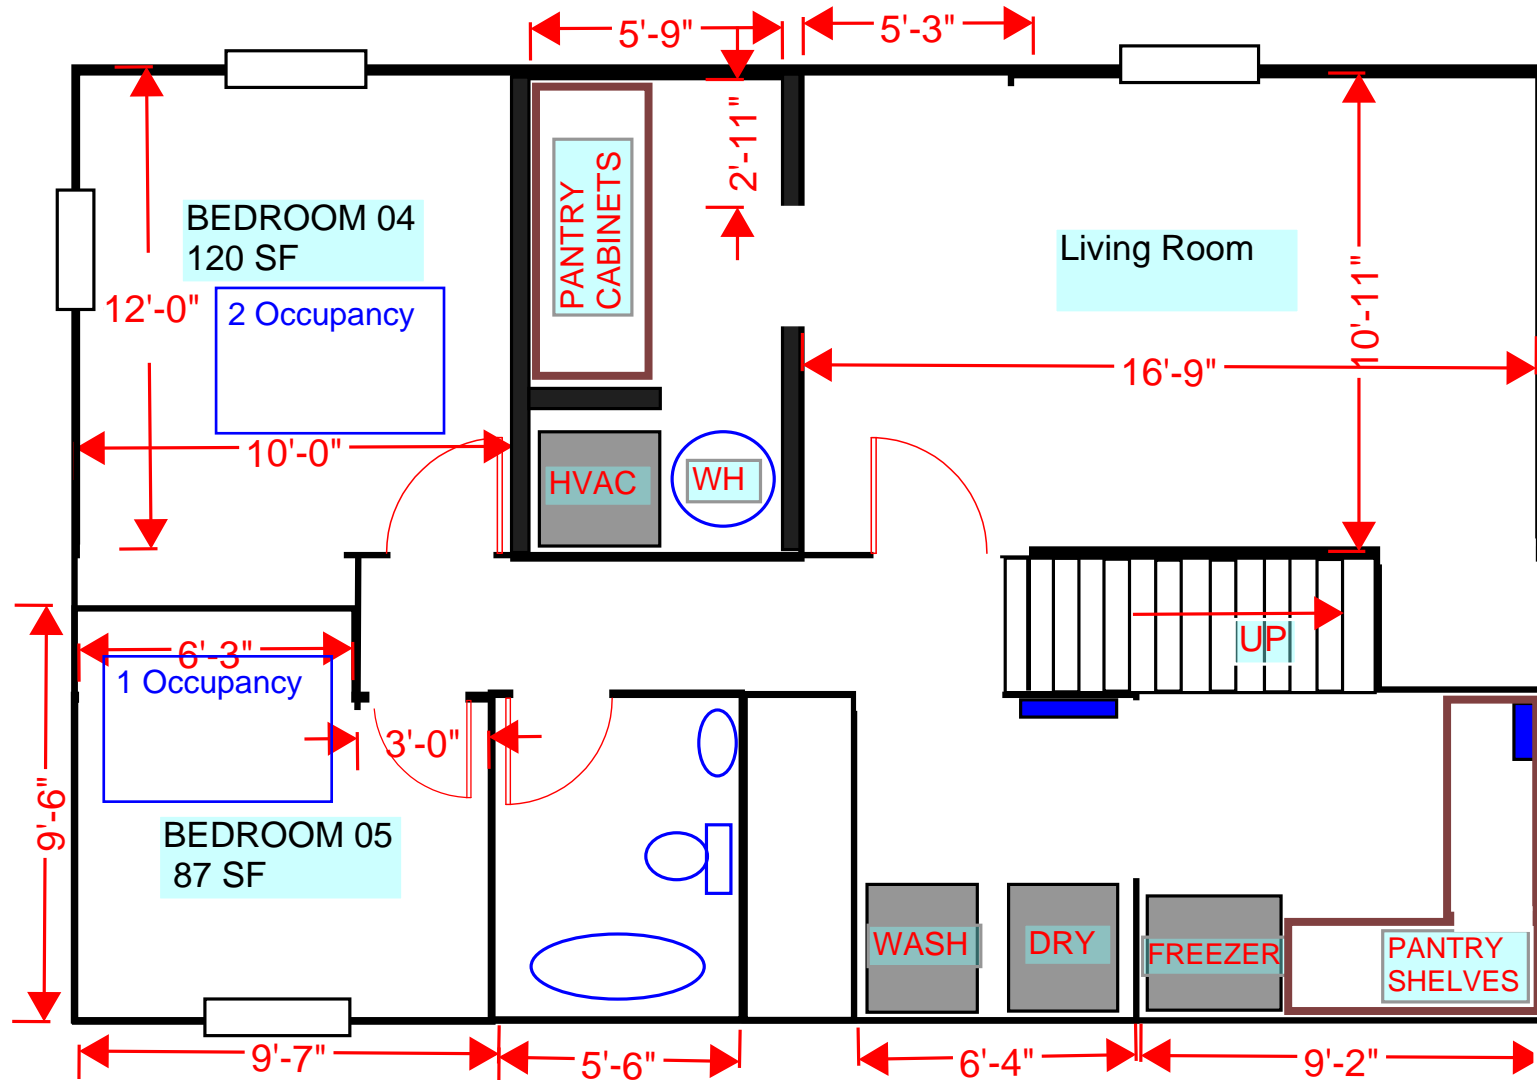 5'-9"
5'-3"
2'-11"
PANTRY
CABINETS
BEDROOM 04
120 SF
Living Room
12'-0"
2 Occupancy
10'-11"
16'-9"
10'-0"
HVAC
WH
UP
6'-3"
1 Occupancy
3'-0"
9'-6"
BEDROOM 05
87 SF
WASH
DRY
FREEZER
PANTRY
SHELVES
9'-7"
5'-6"
6'-4"
9'-2"